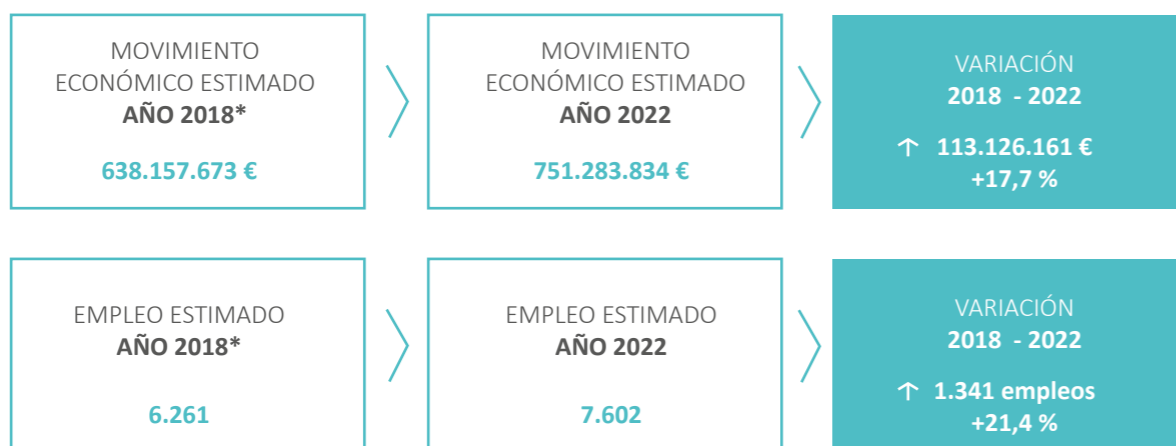 MOVIMIENTO
ECONÓMICO ESTIMADO
AÑO 2018*
638.157.673 €
MOVIMIENTO
ECONÓMICO ESTIMADO
AÑO 2022
751.283.834 €
VARIACIÓN
2018 - 2022
↑ 113.126.161 €
+17,7 %
EMPLEO ESTIMADO
AÑO 2018*
6.261
EMPLEO ESTIMADO
AÑO 2022
7.602
VARIACIÓN
2018 - 2022
↑ 1.341 empleos
+21,4 %